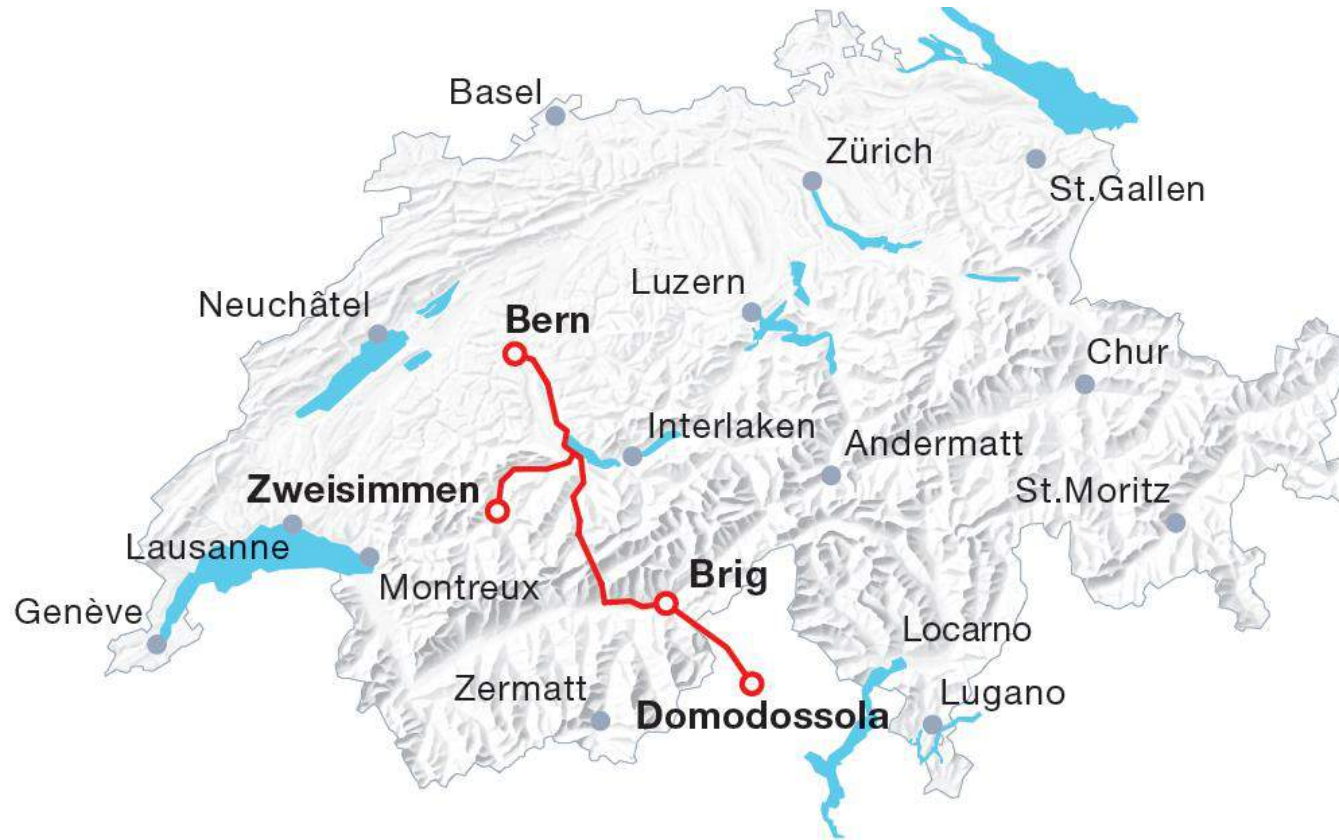 Basel
Zürich
St.Gallen
Luzern
Neuchâtel
Bern
Chur
Interlaken
Andermatt
Zweisimmen
St.Moritz
Lausanne
Brig
Montreux
Genève
Locarno
Zermatt
Lugano
Domodossola